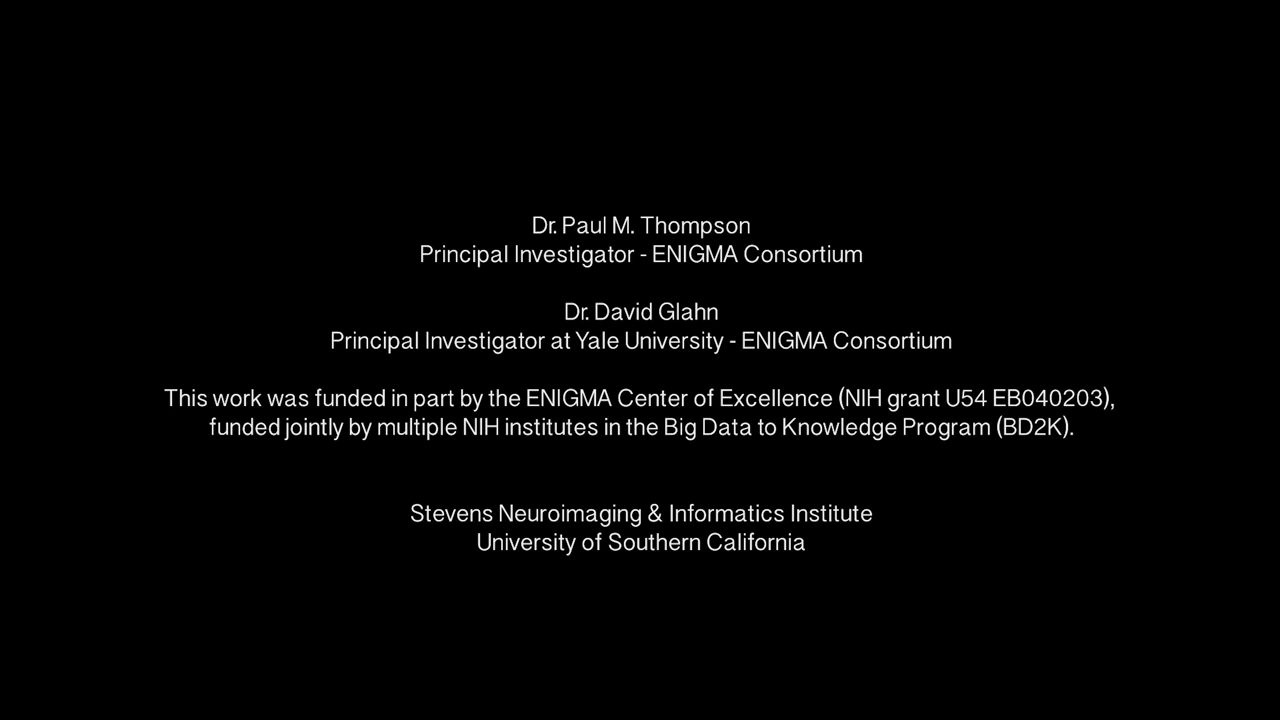 Dr. Paul M. Thompson
Principal Investigator - ENIGMA Consortium
Dr. David Glahn
Principal Investigator at Yale University - ENIGMA Consortium
This work was funded in part by the ENIGMA Center of Excellence (NIH grant U54 EB040203),
funded jointly by multiple NIH institutes in the Big Data to Knowledge Program (BD2K).
Stevens Neuroimaging & Informatics Institute
University of Southern California